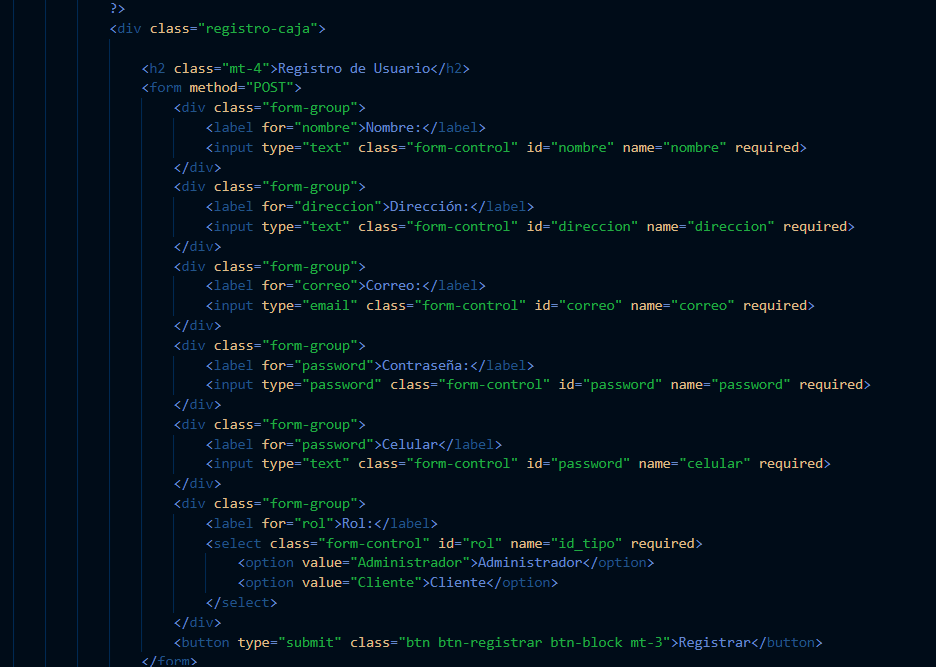 ?>
<div class="registro-caja">
<h2 class="mt-4">Registro de Usuario</h2>
<form method="POST">
<div class="form-group">
<label for="nombre">Nombre:</label>
<input type="text" class="form-control" id="nombre" name="nombre" required>
</div>
<div class="form-group">
<label for="direccion">Dirección:</label>
<input type="text" class="form-control" id="direccion" name="direccion" required>
</div>
<div class="form-group">
<label for="correo">Correo:</label>
<input type="email" class="form-control" id="correo" name="correo" required>
</div>
<div class="form-group">
<label for="password">Contraseña:</label>
<input type="password" class="form-control" id="password" name="password" required>
</div>
<div class="form-group">
<label for="password">Celular</label>
<input type="text" class="form-control" id="password" name="celular" required>
</div>
<div class="form-group">
<label for="rol">Rol:</label>
<select class="form-control" id="rol" name="id_tipo" required>
<option value="Administrador">Administrador</option>
<option value="Cliente">Cliente</option>
</select>
</div>
<button type="submit" class="btn btn-registrar btn-block mt-3">Registrar</button>
</form>